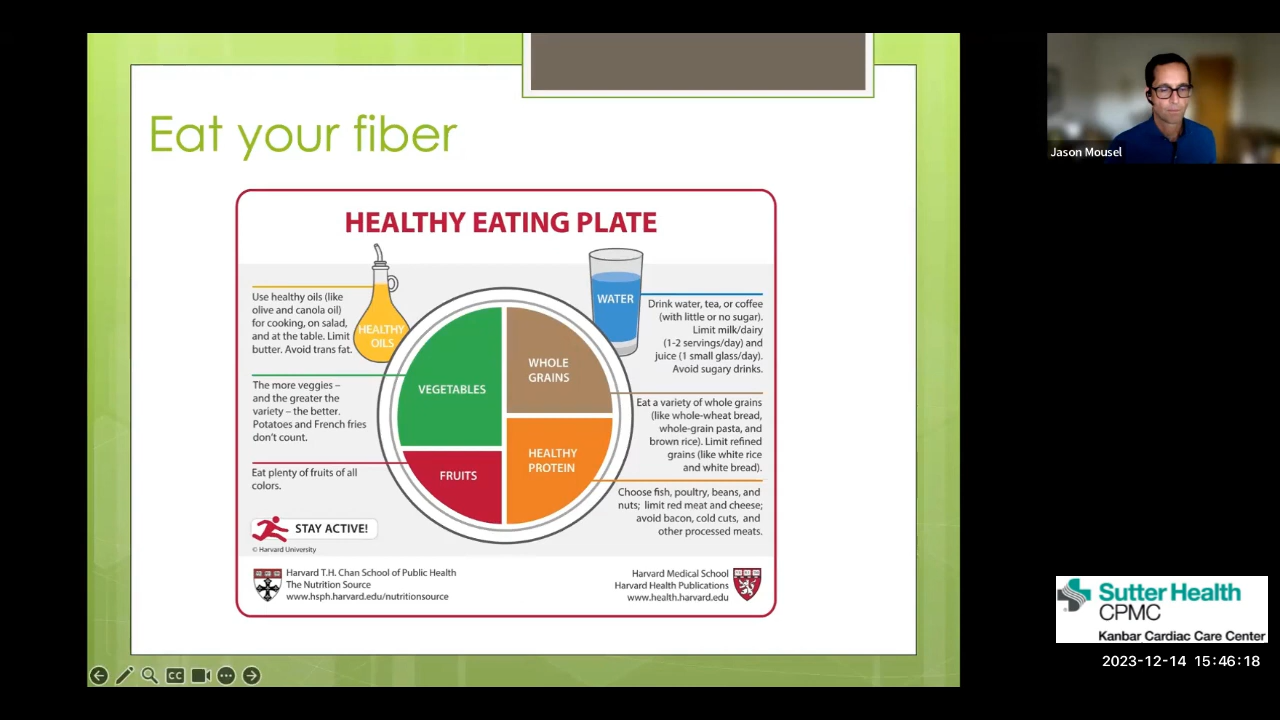 Eat your fiber
HEALTHY EATING PLATE
Use healthy oils (like
olive and canola oil)
for cooking, on salad,
and at the table. Limit
butter. Avoid trans fat.
HEALTHY
OILS
The more veggies –
and the greater the
variety – the better.
Potatoes and French fries
don't count.
Eat plenty of fruits of all
colors.
STAY ACTIVE!
© Harvard University
VEGETABLES
FRUITS
WHOLE
GRAINS
HEALTHY
PROTEIN
WATER
Drink water, tea, or coffee
(with little or no sugar).
Limit milk/dairy
(1-2 servings/day) and
juice (1 small glass/day).
Avoid sugary drinks.
Eat a variety of whole grains
(like whole-wheat bread,
whole-grain pasta, and
brown rice). Limit refined
grains (like white rice
and white bread).
Choose fish, poultry, beans, and
nuts; limit red meat and cheese;
avoid bacon, cold cuts, and
other processed meats.
Harvard T.H. Chan School of Public Health
The Nutrition Source
www.hsph.harvard.edu/nutritionsource
Harvard Medical School
Harvard Health Publications
www.health.harvard.edu
CC
Jason Mousel
Sutter Health
CPMC
Kanbar Cardiac Care Center
2023-12-14 15:46:18